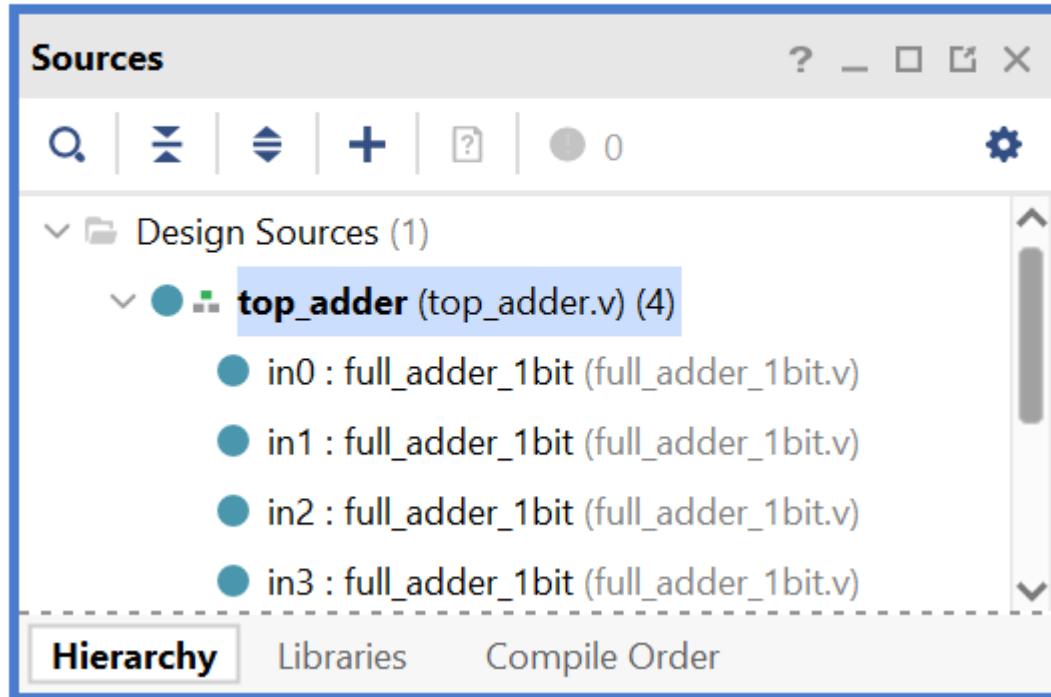 Sources
0
Design Sources (1)
top_adder (top_adder.v) (4)
in0 : full_adder_1bit (full_adder_1bit.v)
in1 : full_adder_1bit (full_adder_1bit.v)
in2 : full_adder_1bit (full_adder_1bit.v)
in3 : full_adder_1bit (full_adder_1bit.v)
Hierarchy Libraries Compile Order